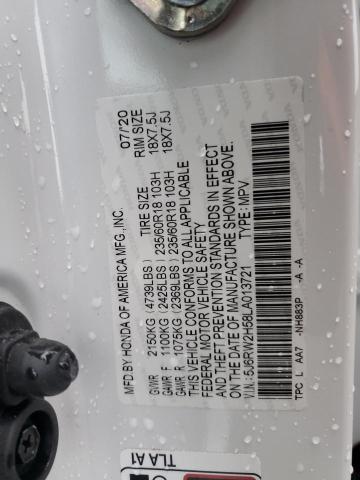 MFD BY HONDA OF AMERICA MFG.,INC. 07/'20
TIRE SIZE RIM SIZE
GVWR 2150KG (4739LBS)
GAWR F 1100KG (2425LBS) 235/60R18 103H 18X7.5J
GAWR R 1075KG (2369LBS) 235/60R18 103H 18X7.5J
THIS VEHICLE CONFORMS TO ALL APPLICABLE
FEDERAL MOTOR VEHICLE SAFETY
AND THEFT PREVENTION STANDARDS IN EFFECT
ON THE DATE OF MANUFACTURE SHOWN ABOVE.
V.I.N.: 5J6RW2H58LA013721 TYPE: MPV
TPC L AA7 -NH883P -A -A
TLA A1